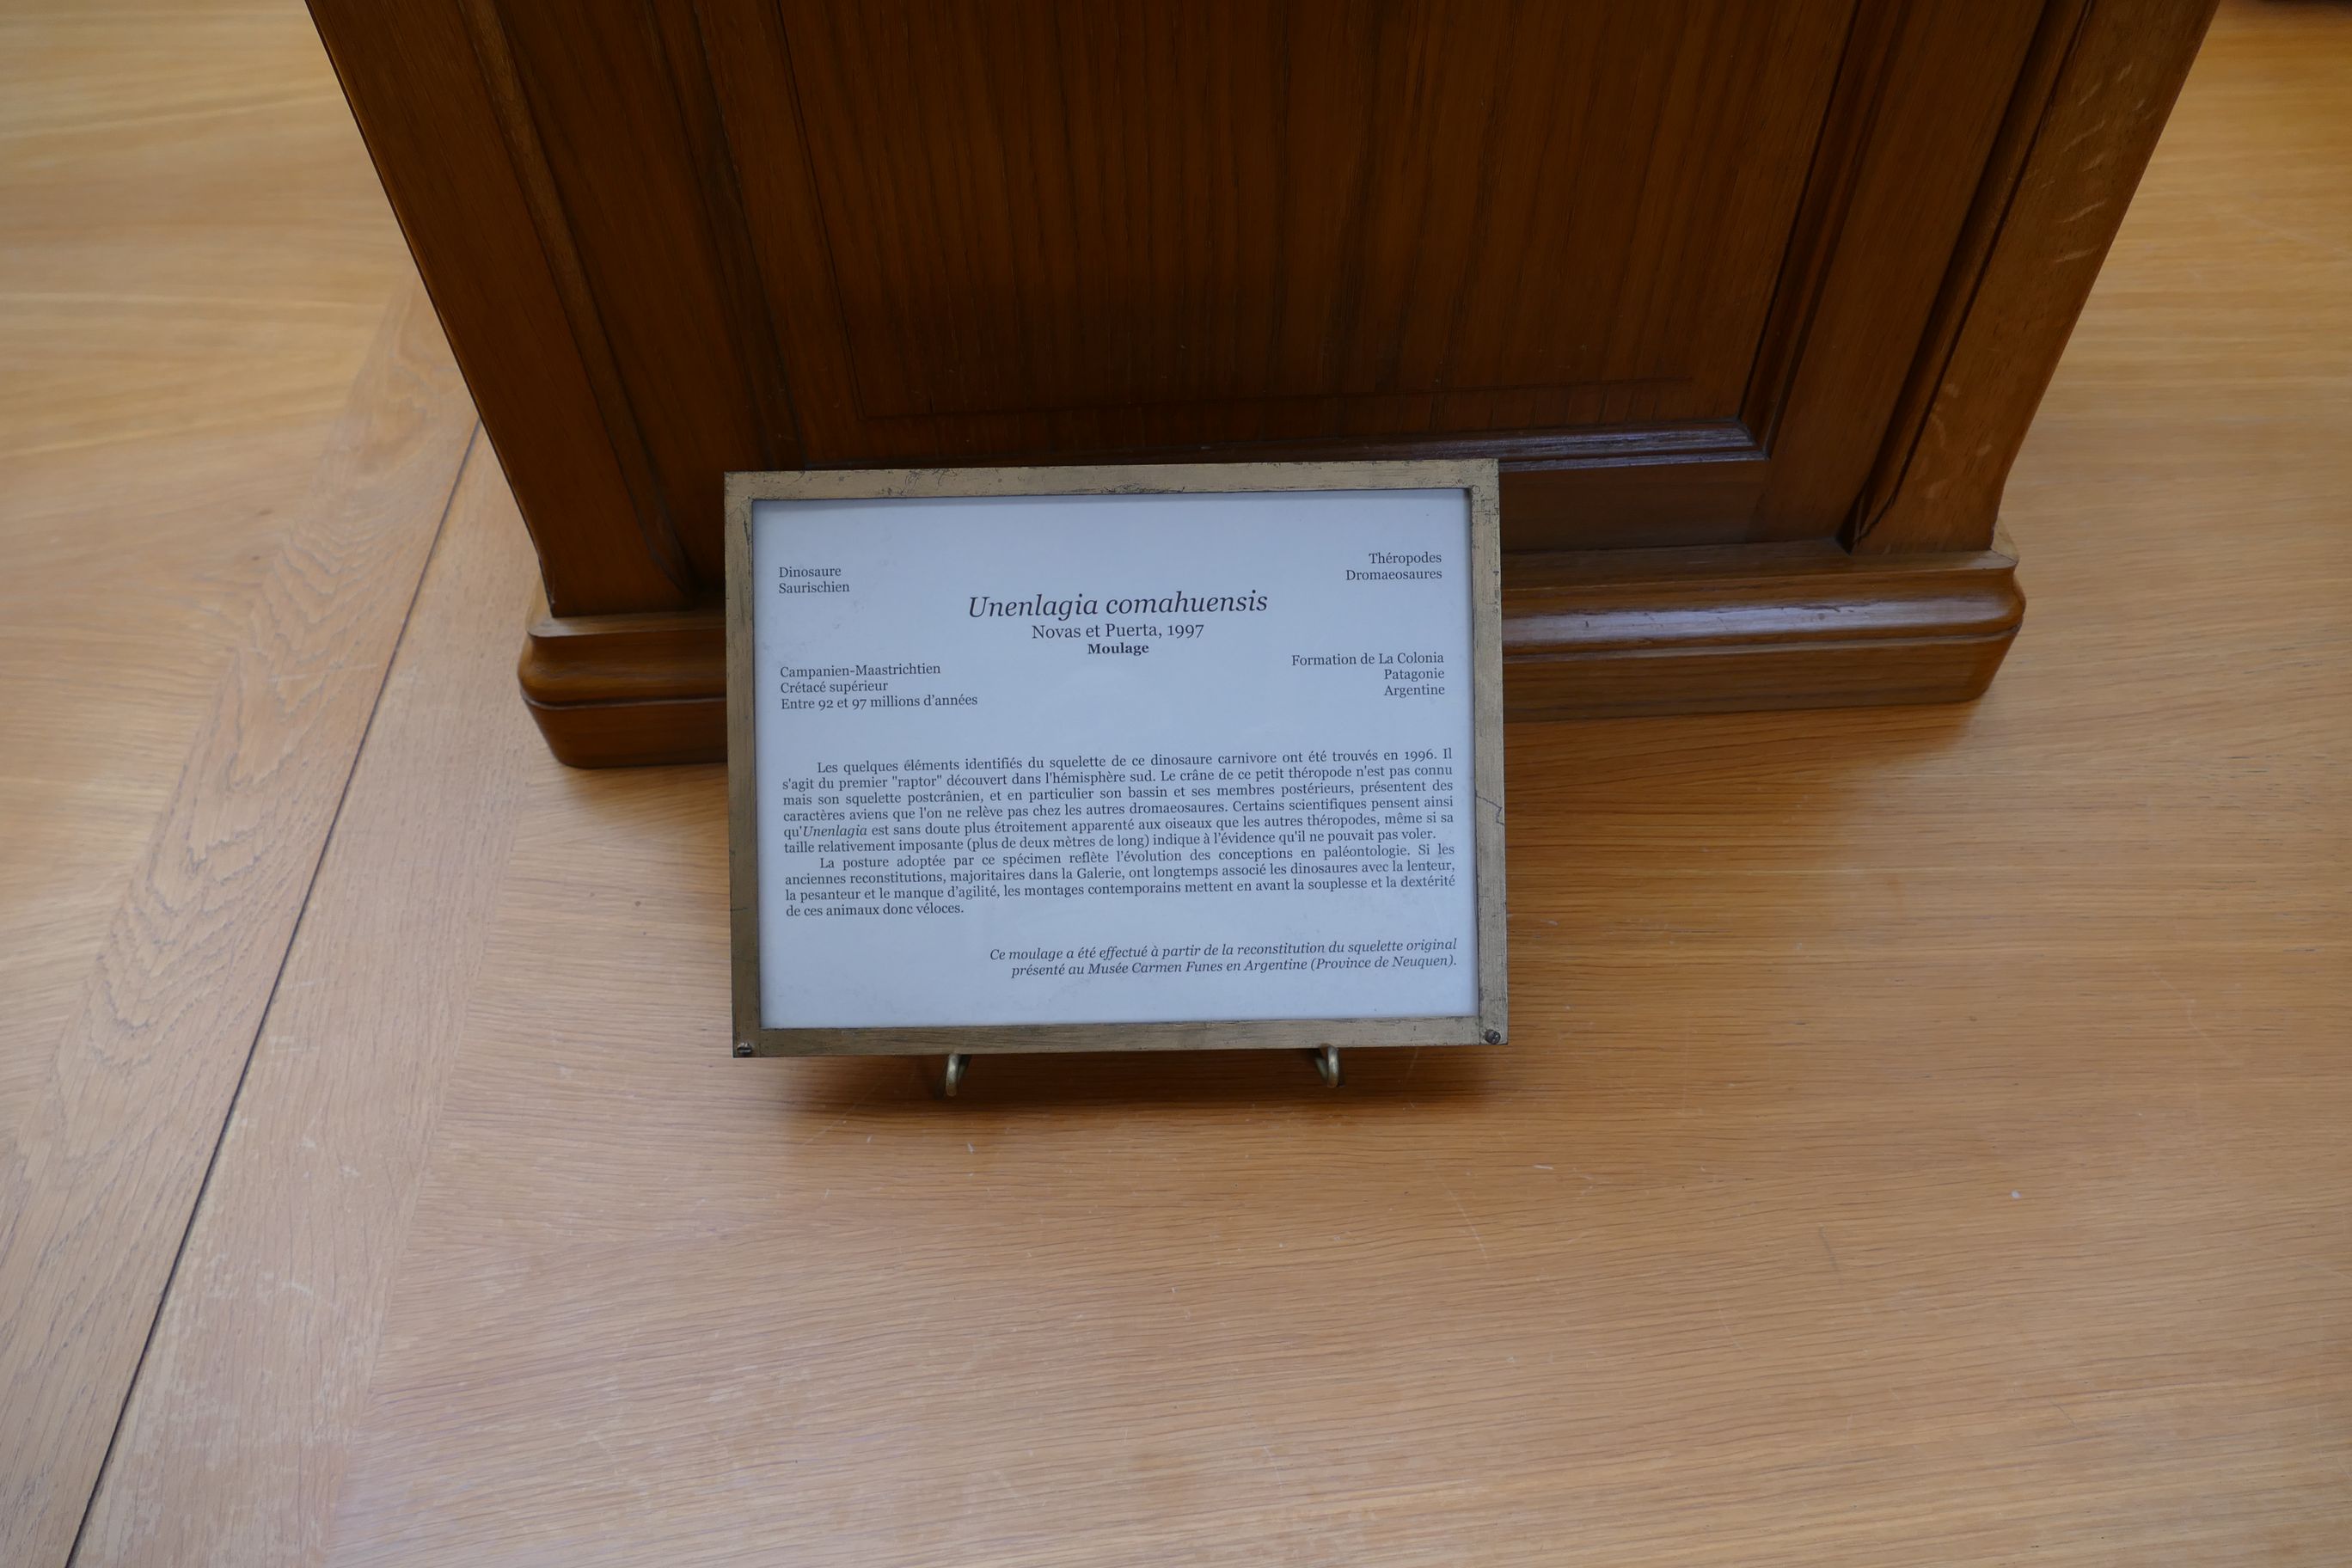 Dinosaure
Saurischien
Théropodes
Dromaeosaures
Unenlagia comahuensis
Novas et Puerta, 1997
Moulage
Campanien-Maastrichtien
Crétacé supérieur
Entre 92 et 97 millions d'années
Formation de La Colonia
Patagonie
Argentine
Les quelques éléments identifiés du squelette de ce dinosaure carnivore ont été trouvés en 1996. Il
s'agit du premier "raptor" découvert dans l'hémisphère sud. Le crâne de ce petit théropode n'est pas connu
mais son squelette postcrânien, et en particulier son bassin et ses membres postérieurs, présentent des
caractères aviens que l'on ne relève pas chez les autres dromaeosaures. Certains scientifiques pensent ainsi
qu'Unenlagia est sans doute plus étroitement apparenté aux oiseaux que les autres théropodes, même si sa
taille relativement imposante (plus de deux mètres de long) indique à l'évidence qu'il ne pouvait pas voler.
La posture adoptée par ce spécimen reflète l'évolution des conceptions en paléontologie. Si les
anciennes reconstitutions, majoritaires dans la Galerie, ont longtemps associé les dinosaures avec la lenteur,
la pesanteur et le manque d'agilité, les montages contemporains mettent en avant la souplesse et la dextérité
de ces animaux donc véloces.
Ce moulage a été effectué à partir de la reconstitution du squelette original
présenté au Musée Carmen Funes en Argentine (Province de Neuquen).